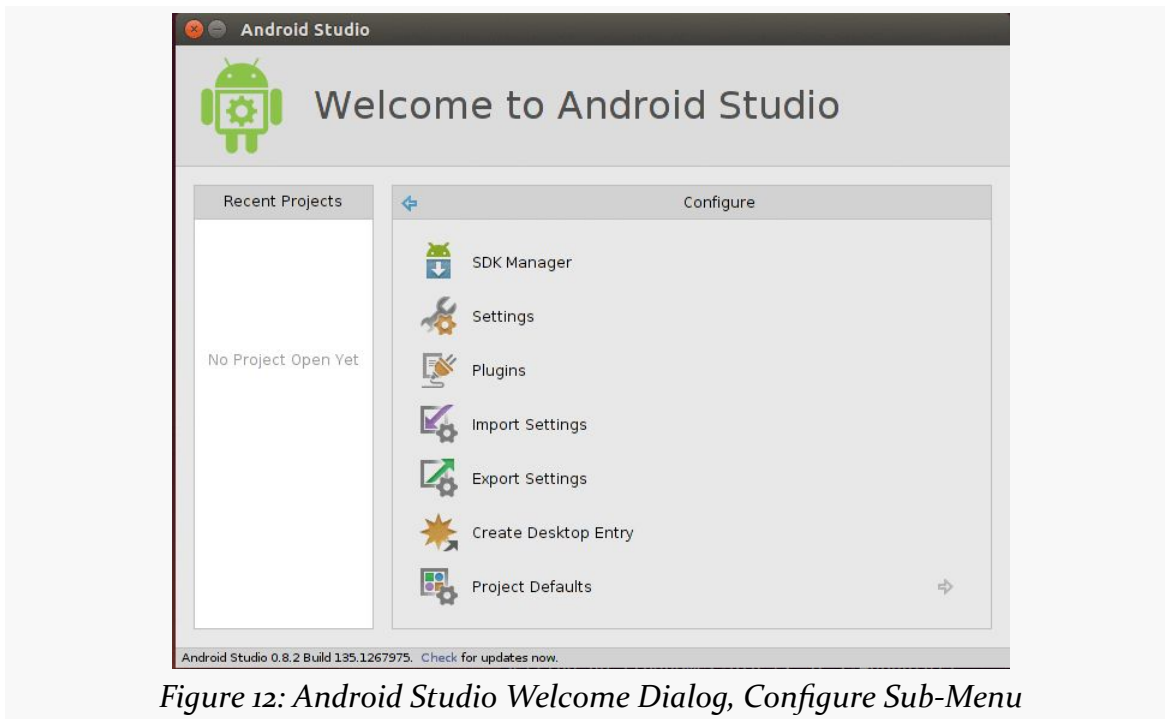 Android Studio
Welcome to Android Studio
Recent Projects
Configure
No Project Open Yet
SDK Manager
Settings
Plugins
Import Settings
Export Settings
Create Desktop Entry
Project Defaults
Android Studio 0.8.2 Build 135.1267975. Check for updates now.
Figure 12: Android Studio Welcome Dialog, Configure Sub-Menu